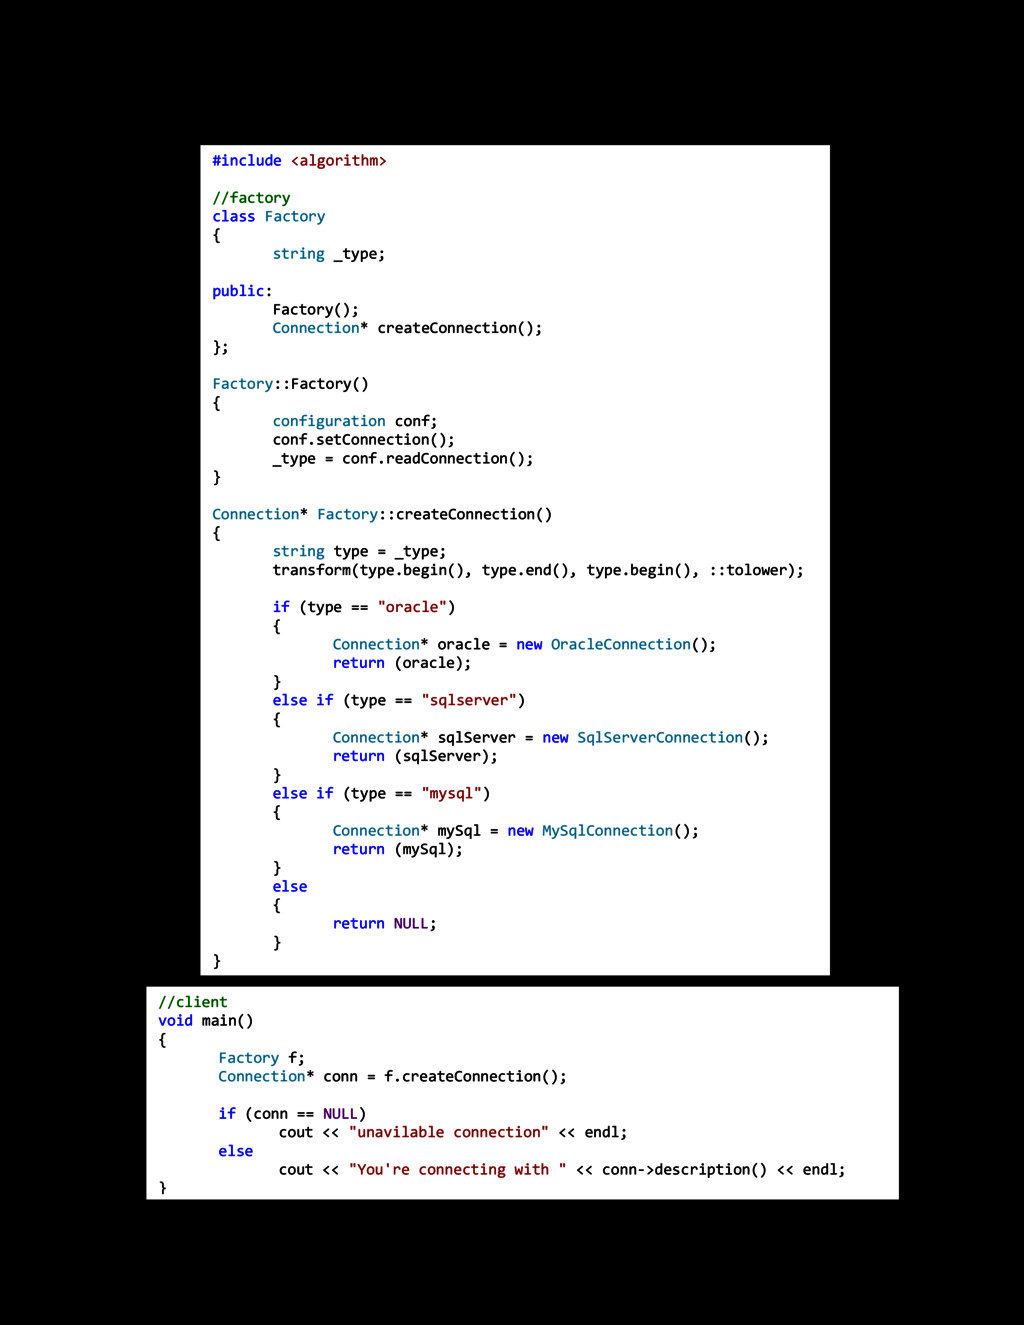 #include <algorithm>
//factory
class Factory
{
string _type;
public:
Factory();
Connection* createConnection();
};
Factory::Factory()
{
configuration conf;
conf.setConnection();
_type = conf.readConnection();
}
Connection* Factory::createConnection()
{
string type = _type;
transform(type.begin(), type.end(), type.begin(), ::tolower);
if (type == "oracle")
{
Connection* oracle = new OracleConnection();
return (oracle);
}
else if (type == "sqlserver")
{
Connection* sqlServer = new SqlServerConnection();
return (sqlServer);
}
else if (type == "mysql")
{
Connection* mySql = new MySqlConnection();
return (mySql);
}
else
{
return NULL;
}
}
//client
void main()
{
Factory f;
Connection* conn = f.createConnection();
if (conn == NULL)
cout << "unavilable connection" << endl;
else
cout << "You're connecting with " << conn->description() << endl;
}